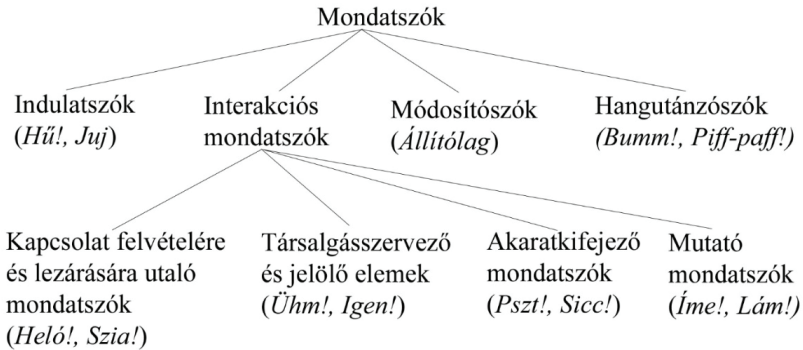 Mondatszók
Indulatszók
(Hű!, Juj)
Interakciós
mondatszók
Módosítószók
(Állítólag)
Hangutánzószók
(Bumm!, Piff-paff!)
Kapcsolat felvételére
és lezárására utaló
mondatszók
(Heló!, Szia!)
Társalgásszervező
és jelölő elemek
(Ühm!, Igen!)
Akaratkifejező
mondatszók
(Pszt!, Sicc!)
Mutató
mondatszók
(Íme!, Lám!)